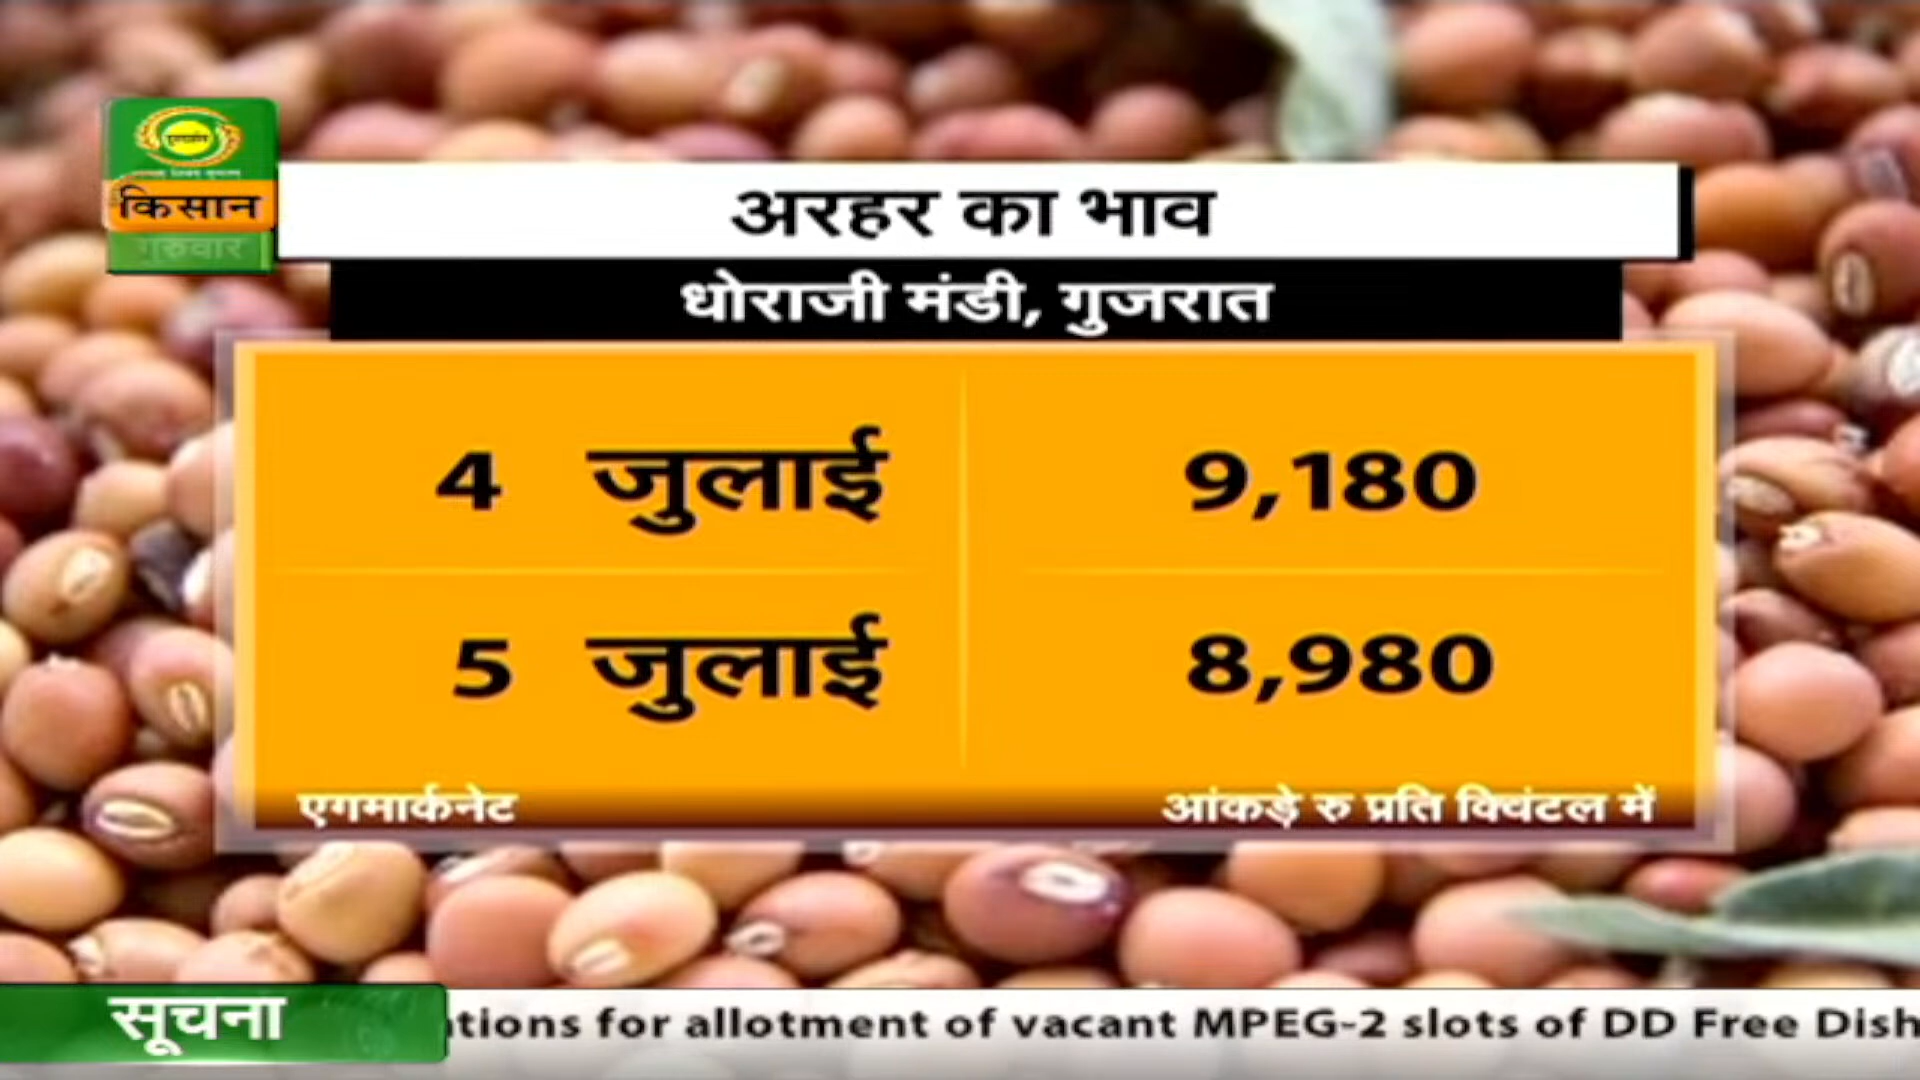 किसान
गुरुवार
अरहर का भाव
धोराजी मंडी, गुजरात
4 जुलाई 9,180
5 जुलाई 8,980
एगमार्कनेट आंकड़े रु प्रति क्विंटल में
सूचना tions for allotment of vacant MPEG-2 slots of DD Free Dish